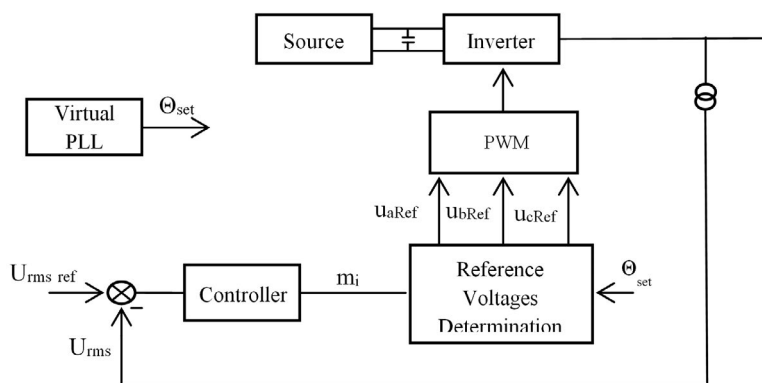 Source
Inverter
Virtual
PLL
Θset
PWM
uaRef
ubRef
ucRef
Urms ref
Controller
mi
Reference
Voltages
Determination
Θset
Urms